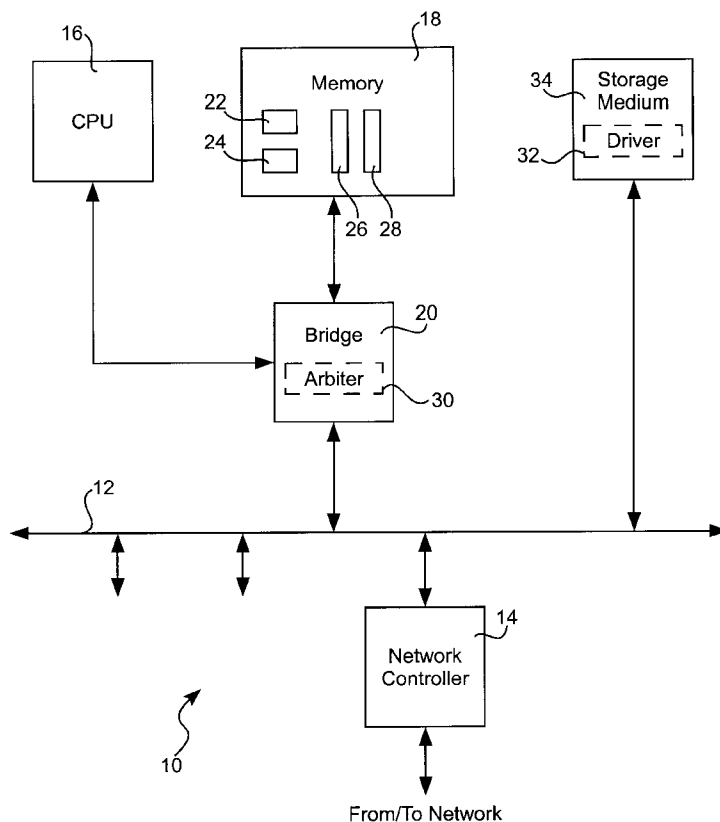 16
CPU
18
Memory
22
24
26
28
34
Storage
Medium
32
Driver
20
Bridge
Arbiter
30
12
14
Network
Controller
10
From/To Network